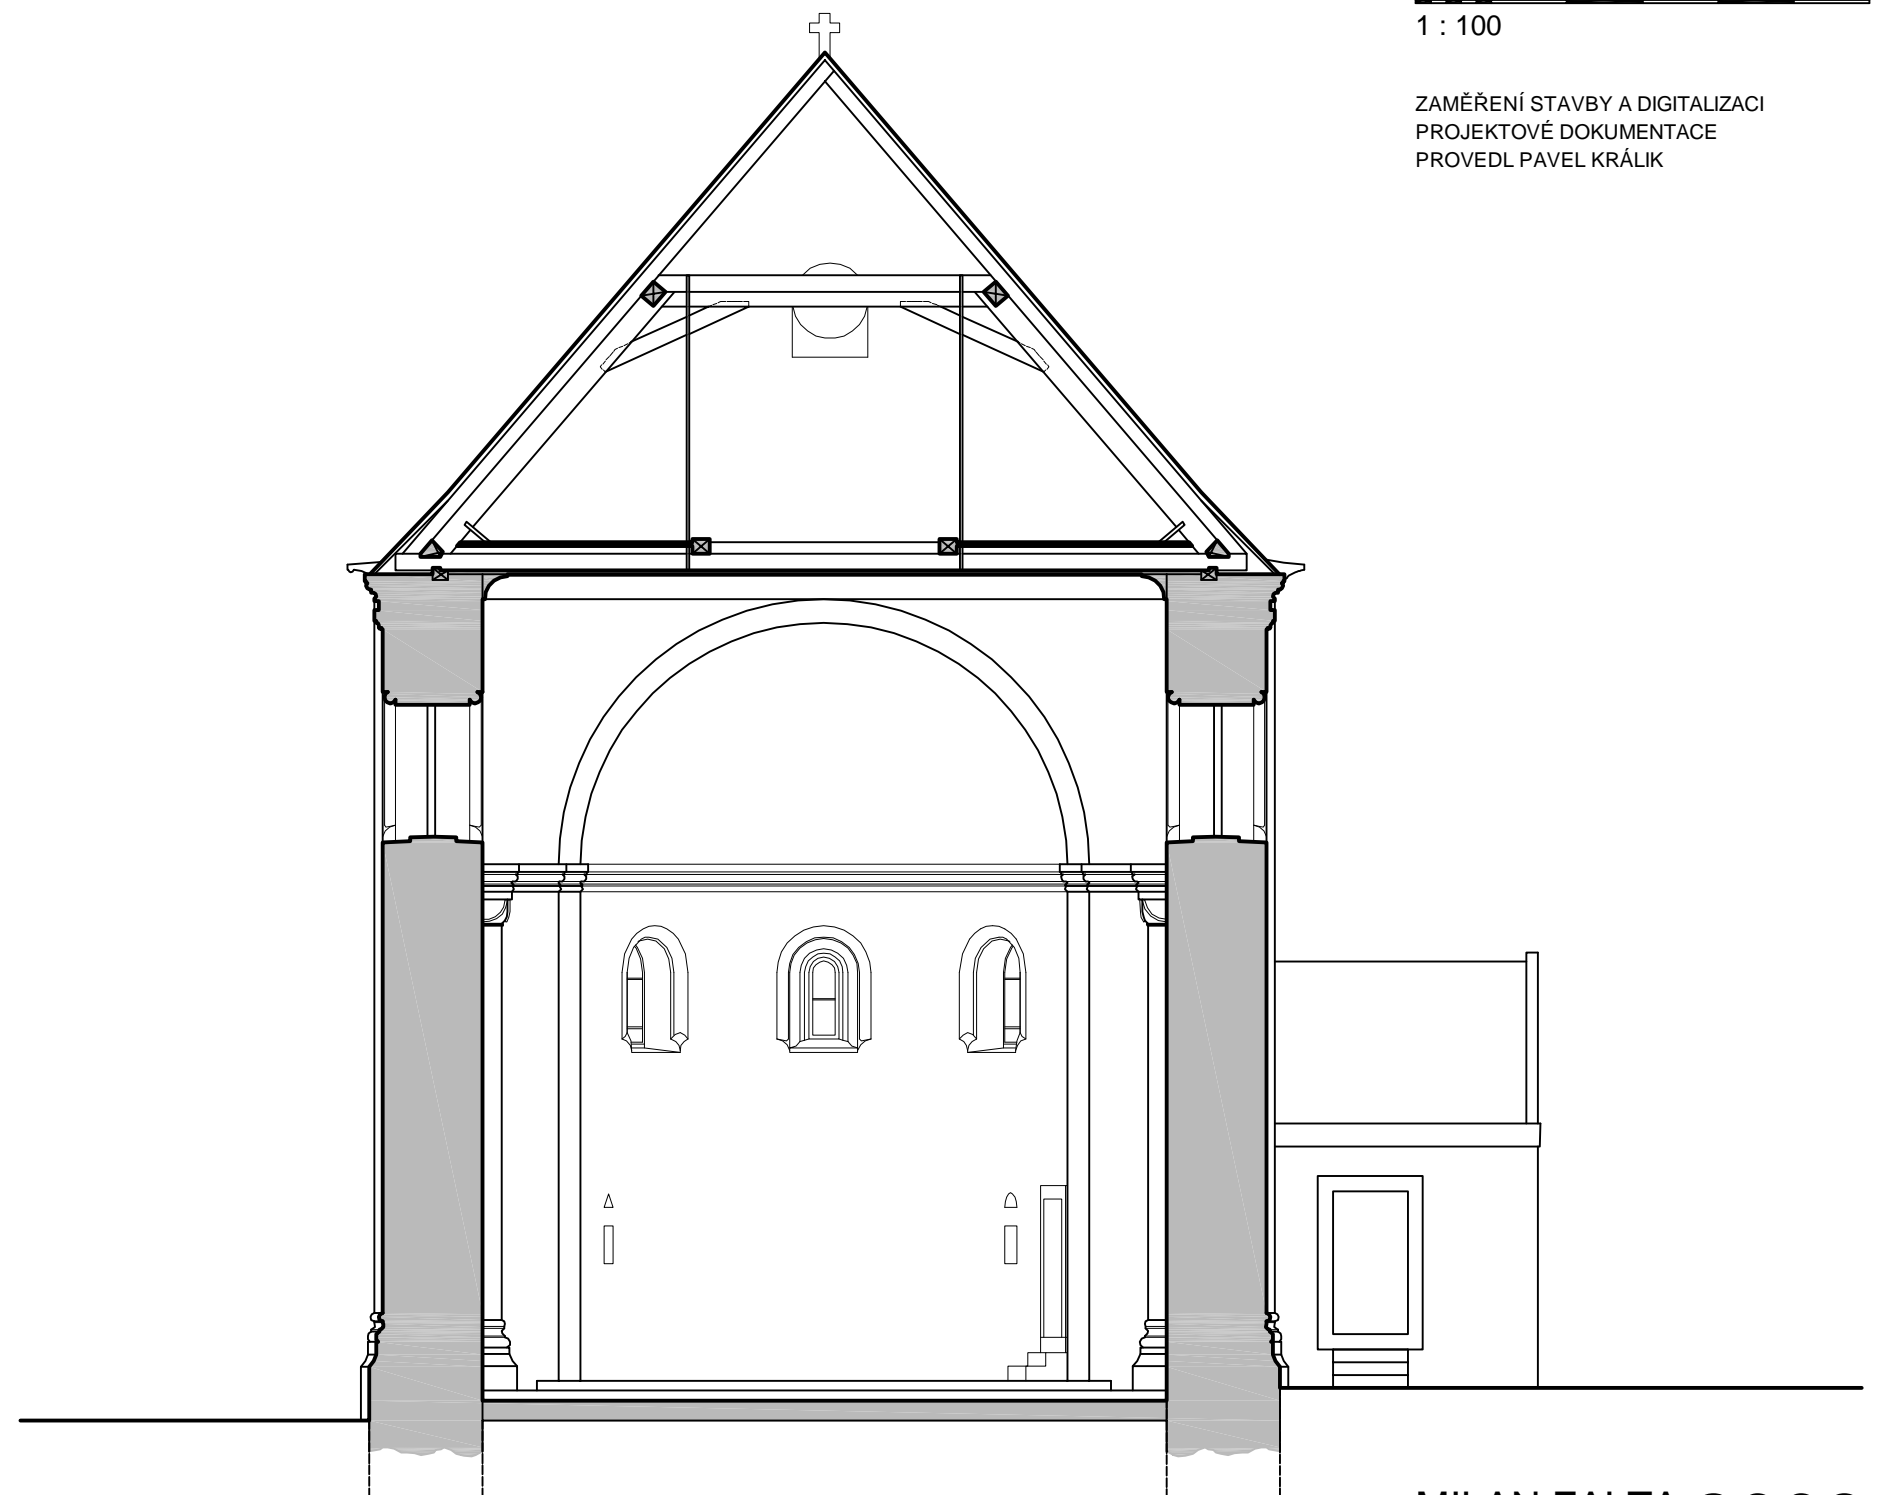 1 : 100
ZAMĚŘENÍ STAVBY A DIGITALIZACI
PROJEKTOVÉ DOKUMENTACE
PROVEDL PAVEL KRÁLIK